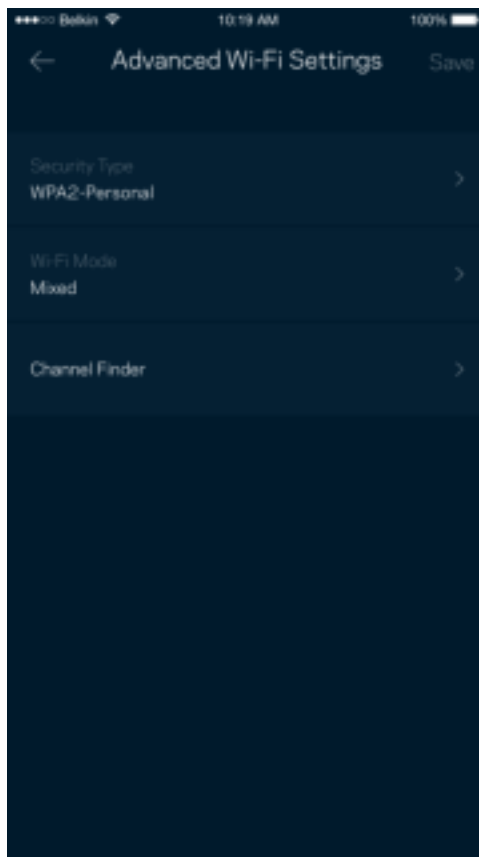 Belkin 10:19 AM 100%
Advanced Wi-Fi Settings Save
Security Type
WPA2-Personal
Wi-Fi Mode
Mixed
Channel Finder